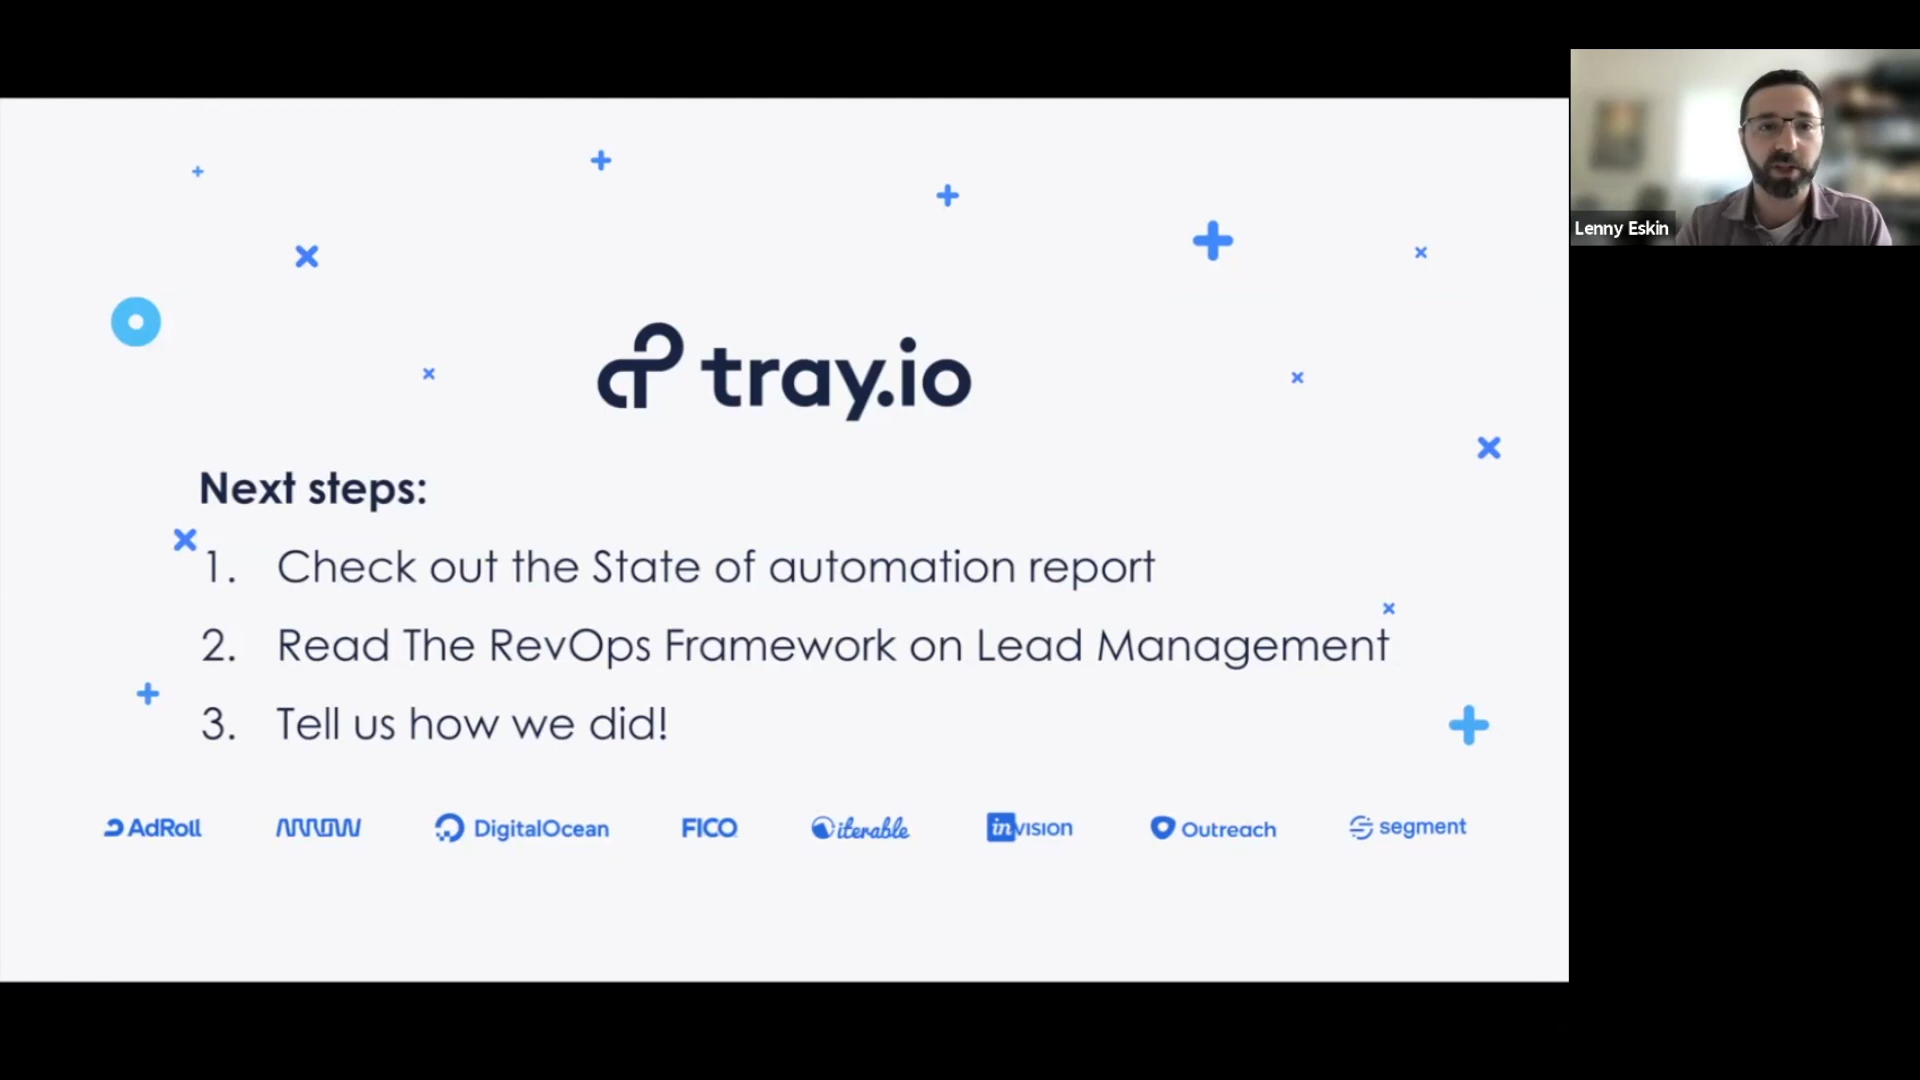 Lenny Eskin
tray.io
Next steps:
1. Check out the State of automation report
2. Read The RevOps Framework on Lead Management
3. Tell us how we did!
AdRoll ARROW DigitalOcean FICO iterable invision Outreach segment